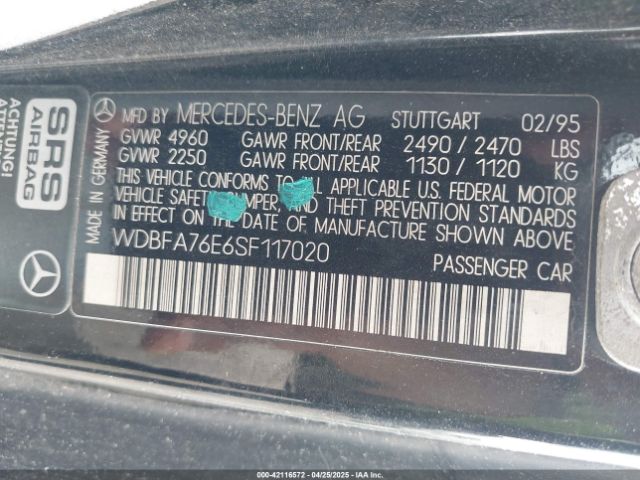 ACHTUNG!
SRS
AIRBAG
MADE IN GERMANY
MFD BY MERCEDES-BENZ AG STUTTGART 02/95
GVWR 4960 GAWR FRONT/REAR 2490 / 2470 LBS
GVWR 2250 GAWR FRONT/REAR 1130 / 1120 KG
THIS VEHICLE CONFORMS TO ALL APPLICABLE U.S. FEDERAL MOTOR
VEHICLE SAFETY, BUMPER, AND THEFT PREVENTION STANDARDS
IN EFFECT ON THE DATE OF MANUFACTURE SHOWN ABOVE.
WDBFA76E6SF117020
PASSENGER CAR
000-42116572 - 04/25/2025 - IAAI.COM